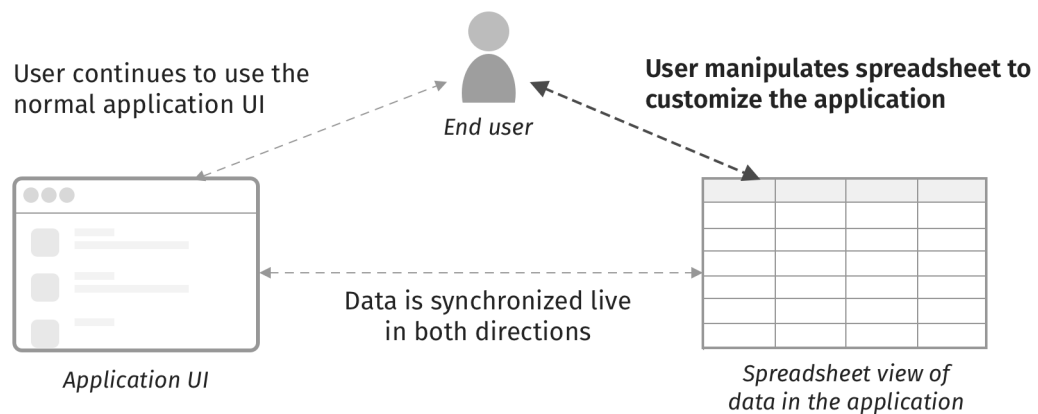 User continues to use the
normal application UI
End user
User manipulates spreadsheet to
customize the application
Data is synchronized live
in both directions
Application UI
Spreadsheet view of
data in the application